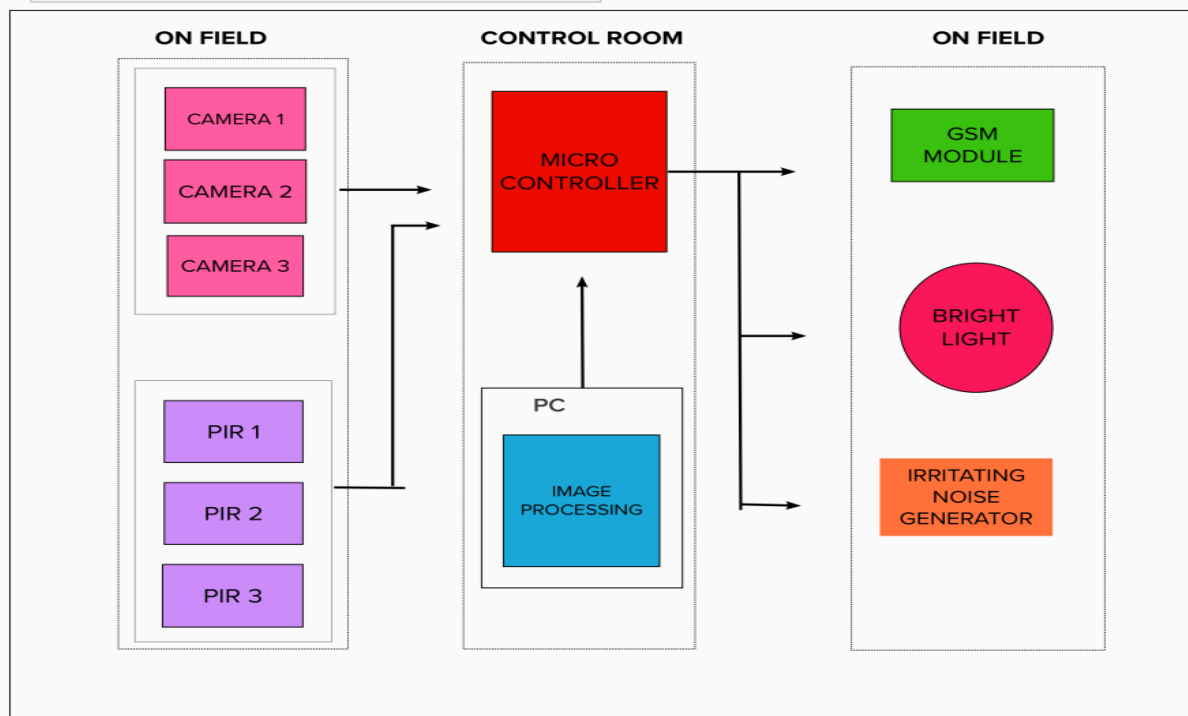 ON FIELD
CONTROL ROOM
ON FIELD
CAMERA 1
CAMERA 2
CAMERA 3
PIR 1
PIR 2
PIR 3
MICRO
CONTROLLER
PC
IMAGE
PROCESSING
GSM
MODULE
BRIGHT
LIGHT
IRRITATING
NOISE
GENERATOR